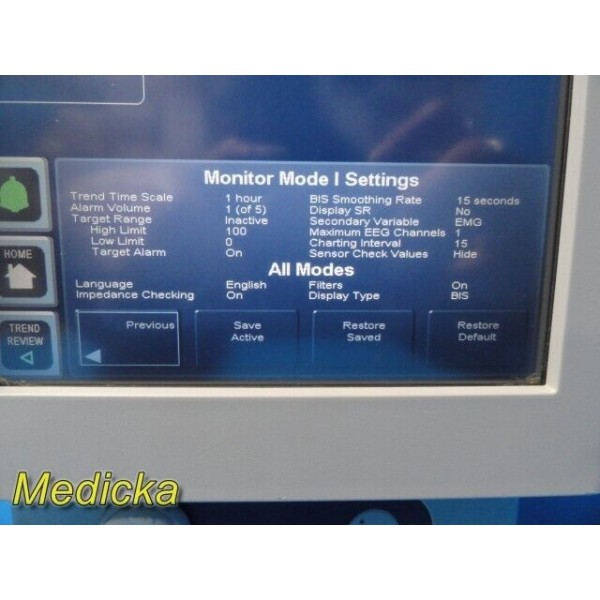 Monitor Mode I Settings
Trend Time Scale 1 hour BIS Smoothing Rate 15 seconds
Alarm Volume 1 (of 5) Display SR No
Target Range Inactive Secondary Variable EMG
High Limit 100 Maximum EEG Channels 1
Low Limit 0 Charting Interval 15
Target Alarm On Sensor Check Values Hide
All Modes
Language English Filters On
Impedance Checking On Display Type BIS
HOME
TREND
REVIEW
Previous
Save
Active
Restore
Saved
Restore
Default
Medicka